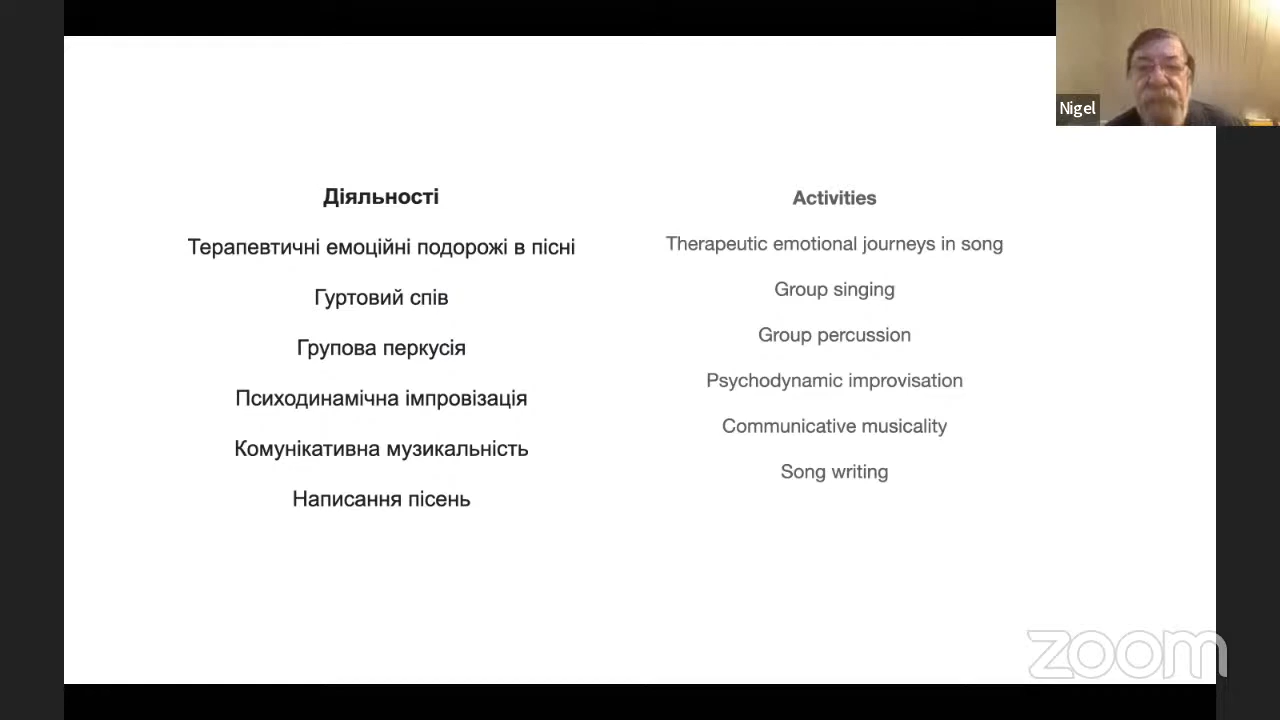 Nigel
Діяльності
Терапевтичні емоційні подорожі в пісні
Гуртовий спів
Групова перкусія
Психодинамічна імпровізація
Комунікативна музикальність
Написання пісень
Activities
Therapeutic emotional journeys in song
Group singing
Group percussion
Psychodynamic improvisation
Communicative musicality
Song writing
zoom